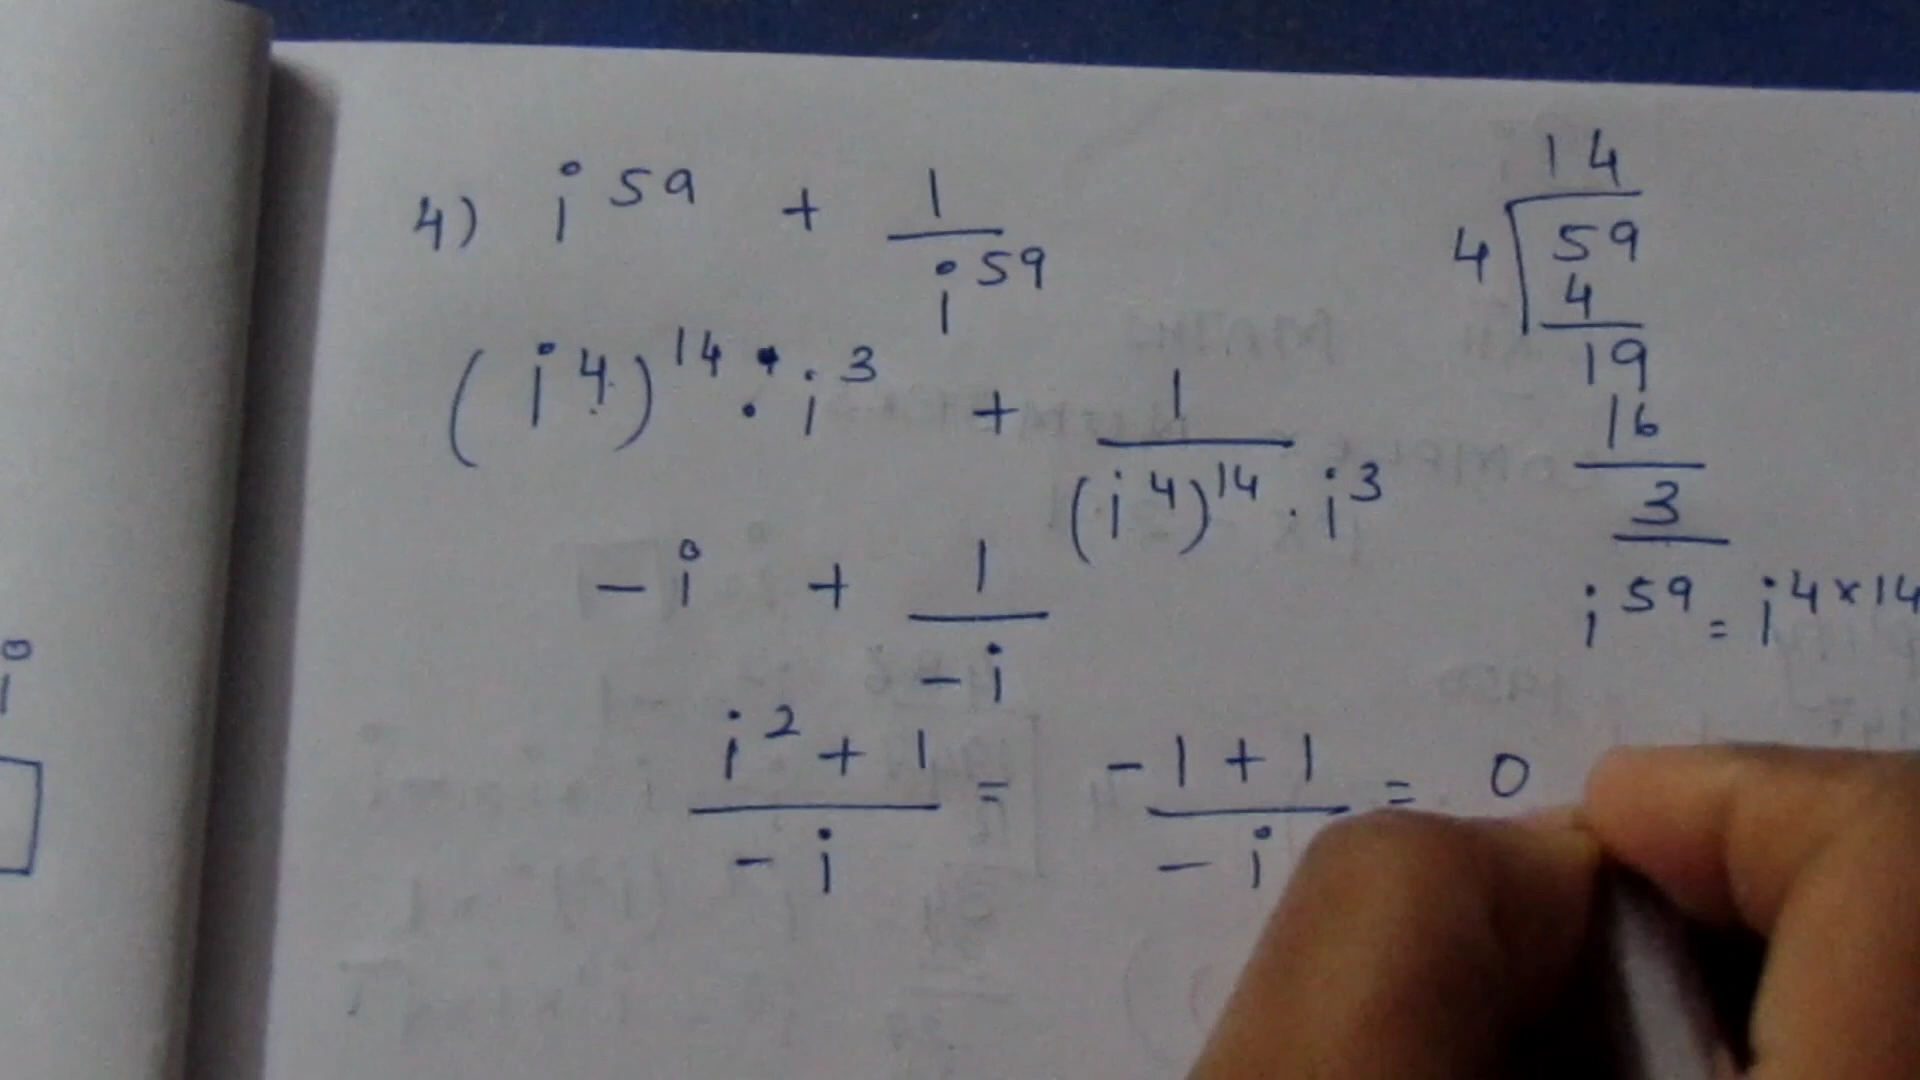 4) i^59 + 1/i^59
(i^4)^14 · i^3 + 1/((i^4)^14 · i^3)
-i + 1/-i
(i^2 + 1)/-i = (-1 + 1)/-i = 0
14
4 59
4
19
16
3
i^59 = i^4×14
i